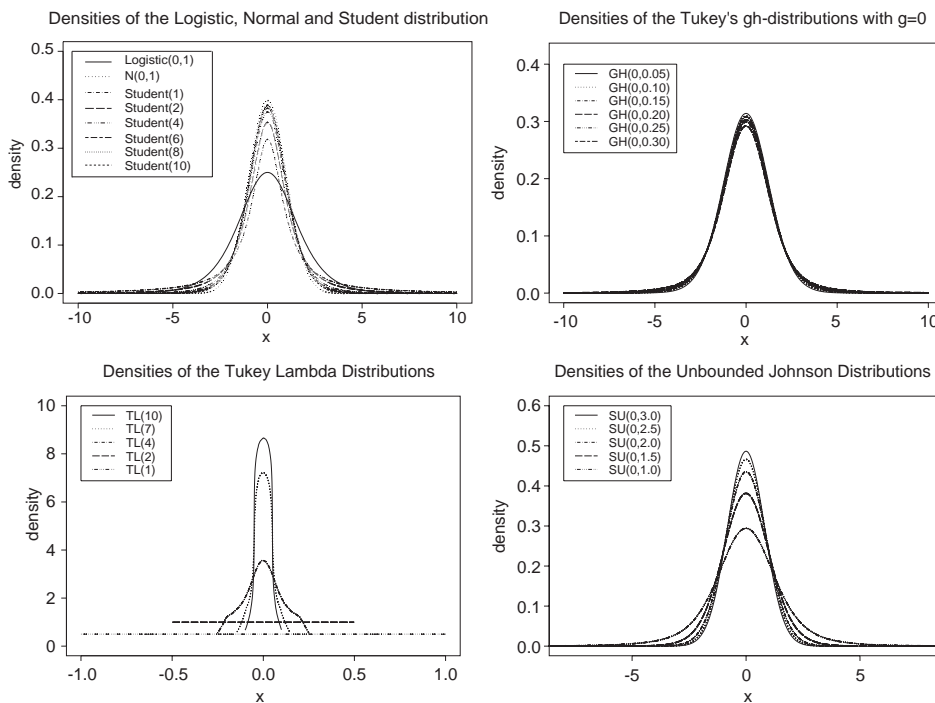 Densities of the Logistic, Normal and Student distribution
density
0.5
0.4
0.3
0.2
0.1
0.0
Logistic(0,1)
N(0,1)
Student(1)
Student(2)
Student(4)
Student(6)
Student(8)
Student(10)
-10
-5
0
5
10
x
Densities of the Tukey's gh-distributions with g=0
density
0.4
0.3
0.2
0.1
0.0
GH(0,0.05)
GH(0,0.10)
GH(0,0.15)
GH(0,0.20)
GH(0,0.25)
GH(0,0.30)
-10
-5
0
5
10
x
Densities of the Tukey Lambda Distributions
density
10
8
6
4
2
0
TL(10)
TL(7)
TL(4)
TL(2)
TL(1)
-1.0
-0.5
0.0
0.5
1.0
x
Densities of the Unbounded Johnson Distributions
density
0.6
0.5
0.4
0.3
0.2
0.1
0.0
SU(0,3.0)
SU(0,2.5)
SU(0,2.0)
SU(0,1.5)
SU(0,1.0)
-5
0
5
x